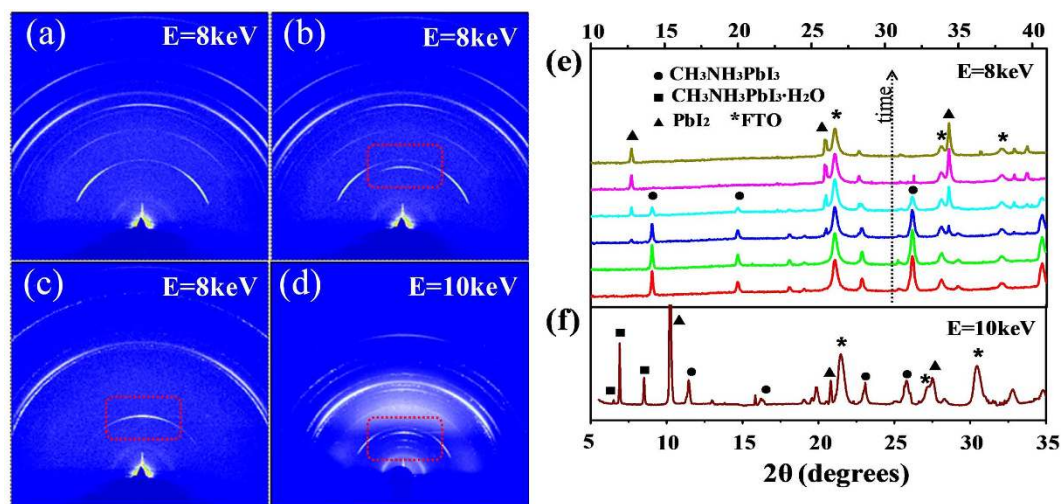 (a) E=8keV
(b) E=8keV
(c) E=8keV
(d) E=10keV
10 15 20 25 30 35 40
(e) E=8keV
● CH₃NH₃PbI₃
■ CH₃NH₃PbI₃·H₂O
▲ PbI₂ *FTO
time
(f) E=10keV
5 10 15 20 25 30 35
2θ (degrees)